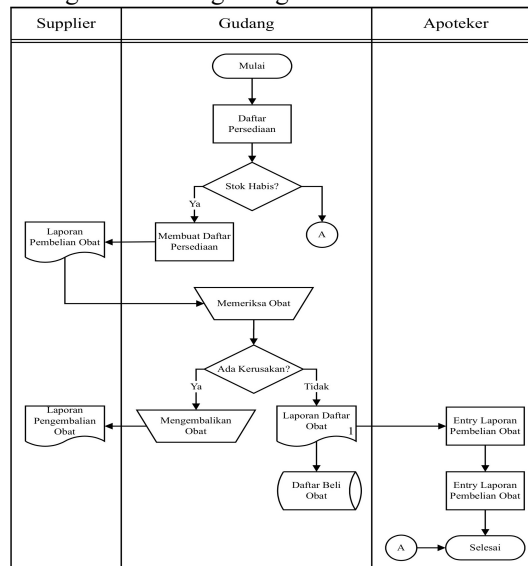 Supplier
Gudang
Apoteker
Mulai
Daftar
Persediaan
Stok Habis?
Ya
A
Laporan
Pembelian Obat
Membuat Daftar
Persediaan
Memeriksa Obat
Ada Kerusakan?
Ya
Tidak
Laporan
Pengembalian
Obat
Mengembalikan
Obat
Laporan Daftar
Obat
1
Entry Laporan
Pembelian Obat
Daftar Beli
Obat
Entry Laporan
Pembelian Obat
A
Selesai